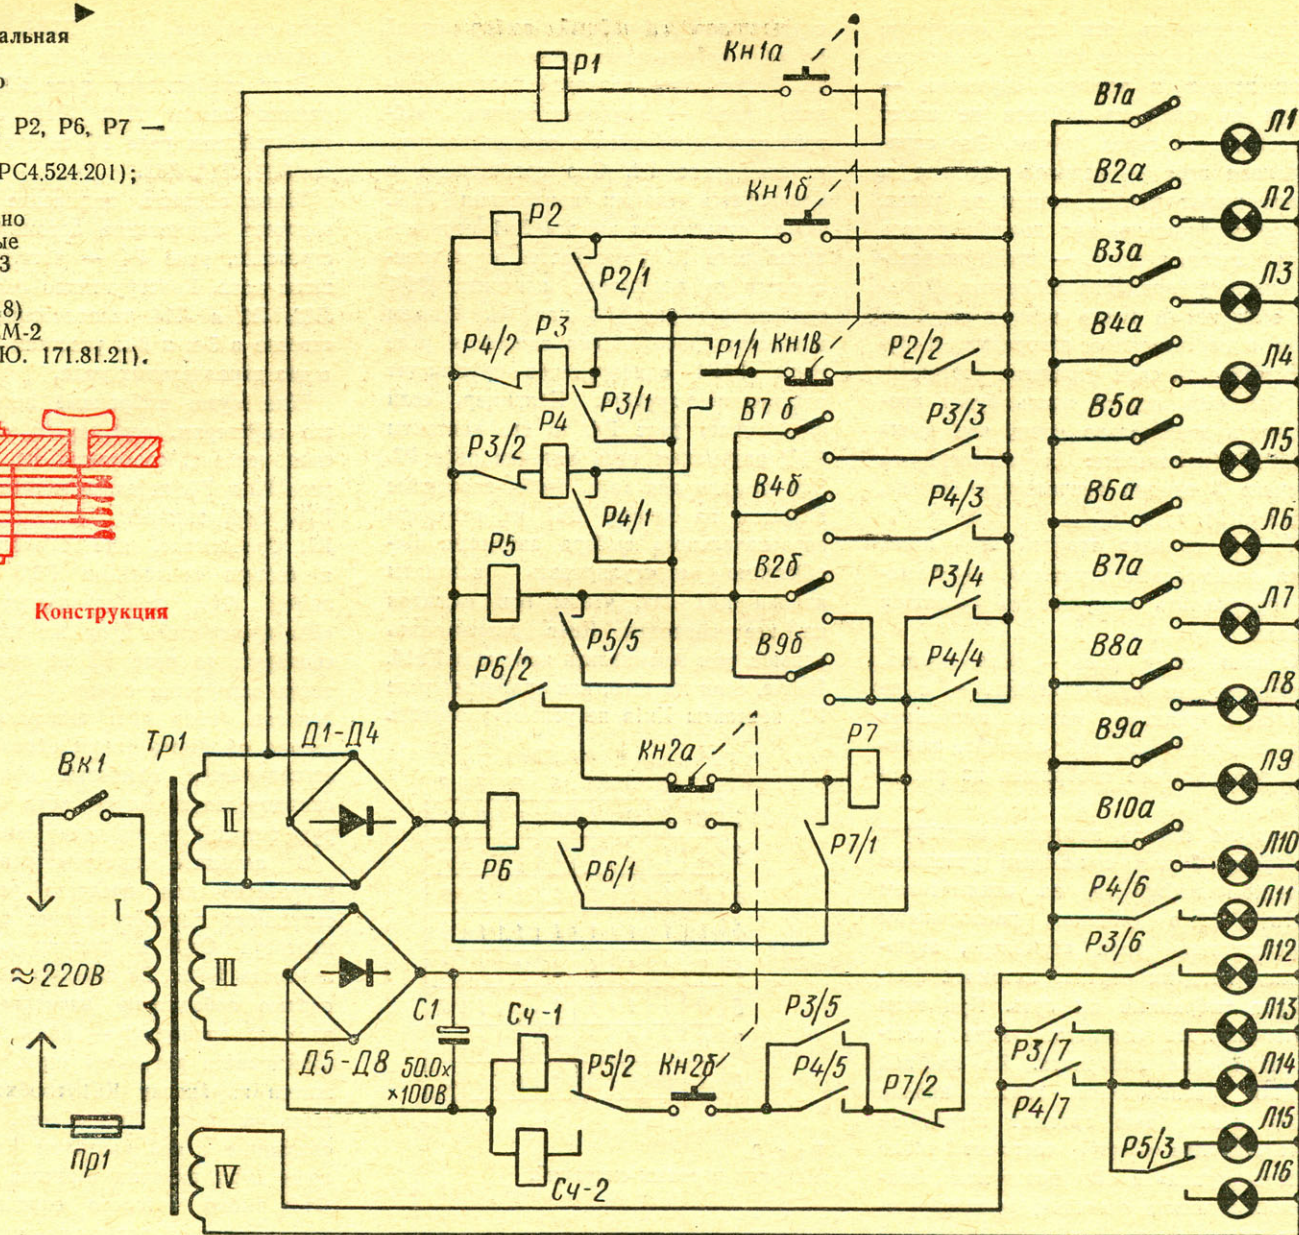 альная
Р2, Р6, Р7 —
РС4.524.201);
но
ые
З
8)
М-2
Ю. 171.81.21).
Конструкция
Р1
Кн1а
Р2
Кн1б
Р2/1
Р4/2
Р3
Р1/1
Кн1в
Р2/2
Р3/1
Р4
В7б
Р3/3
Р3/2
Р4/1
В4б
Р4/3
Р5
В2б
Р3/4
Р5/5
В9б
Р4/4
Р6/2
Кн2а
Р7
Р6
Р6/1
Р7/1
Вк1
Тр1
Д1-Д4
I
II
III
IV
≈220В
Пр1
Д5-Д8
С1
50,0х
×100В
Сч-1
Сч-2
Р5/2
Кн2б
Р3/5
Р4/5
Р7/2
В1а
Л1
В2а
Л2
В3а
Л3
В4а
Л4
В5а
Л5
В6а
Л6
В7а
Л7
В8а
Л8
В9а
Л9
В10а
Л10
Р4/6
Л11
Р3/6
Л12
Р3/7
Л13
Р4/7
Л14
Р5/3
Л15
Л16